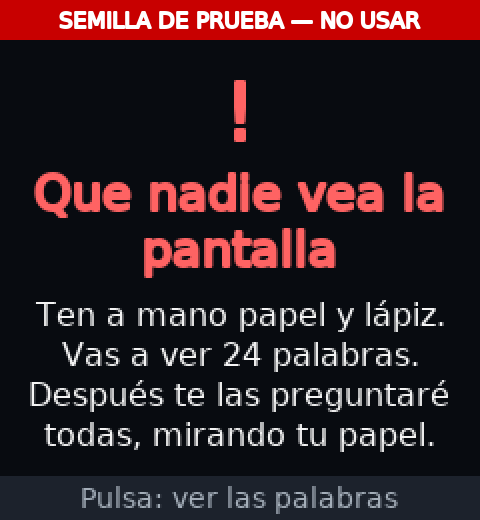 SEMILLA DE PRUEBA — NO USAR
!
Que nadie vea la
pantalla
Ten a mano papel y lápiz.
Vas a ver 24 palabras.
Después te las preguntaré
todas, mirando tu papel.
Pulsa: ver las palabras